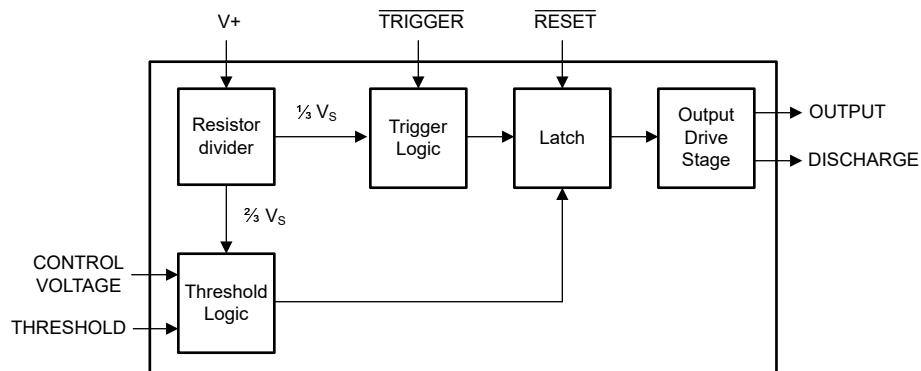 V+
TRIGGER
RESET
Resistor
divider
⅓ VS
Trigger
Logic
Latch
Output
Drive
Stage
OUTPUT
DISCHARGE
⅔ VS
CONTROL
VOLTAGE
Threshold
Logic
THRESHOLD